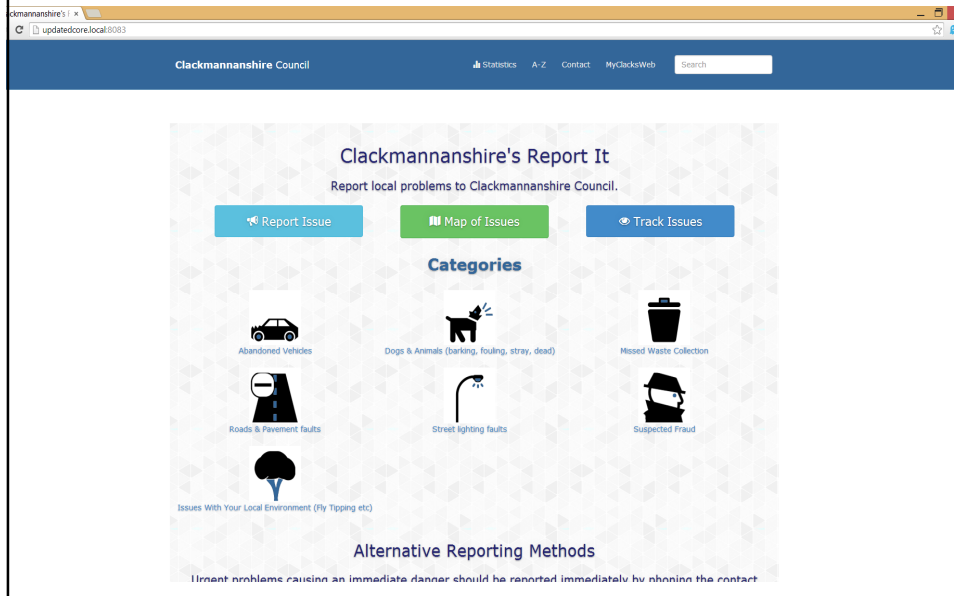 ckmannanshire's
updatedcore.local:8083
Clackmannanshire Council
Statistics A-Z Contact MyClacksWeb Search
Clackmannanshire's Report It
Report local problems to Clackmannanshire Council.
Report Issue Map of Issues Track Issues
Categories
Abandoned Vehicles Dogs & Animals (barking, fouling, stray, dead) Missed Waste Collection
Roads & Pavement faults Street lighting faults Suspected Fraud
Issues With Your Local Environment (Fly Tipping etc)
Alternative Reporting Methods
Urgent problems causing an immediate danger should be reported immediately by phoning the contact